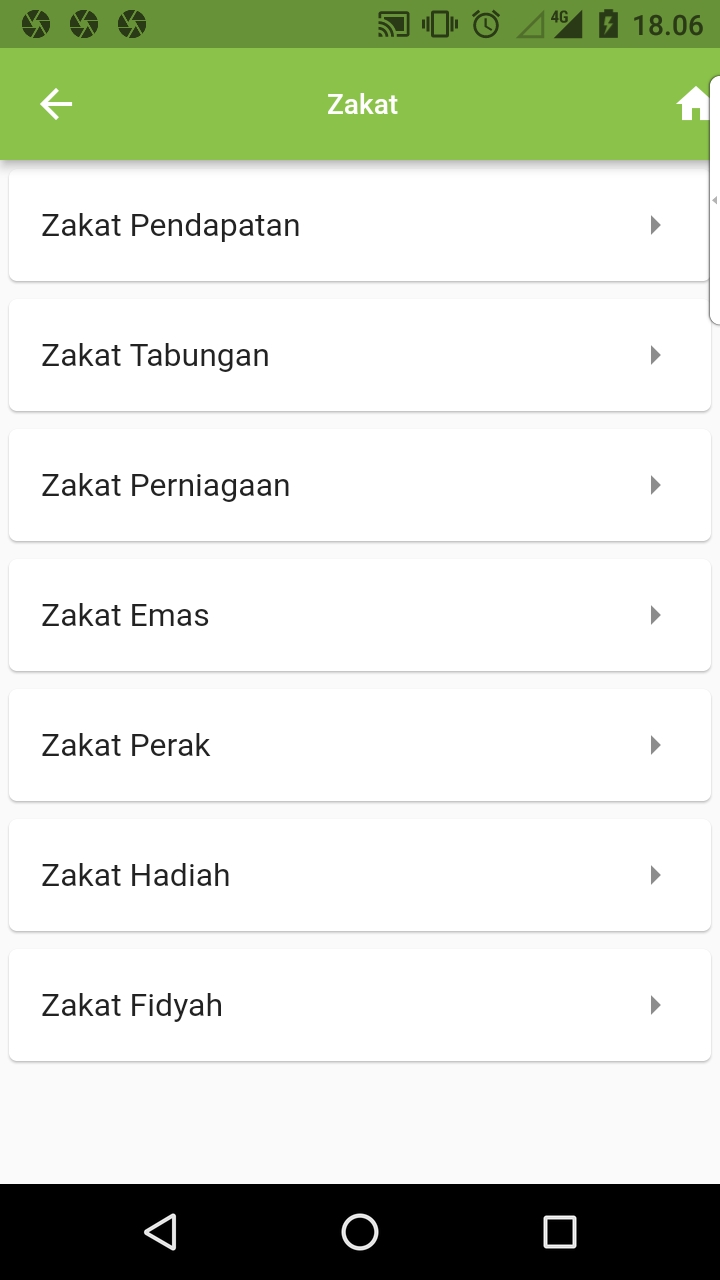 4G 18.06
Zakat
Zakat Pendapatan
Zakat Tabungan
Zakat Perniagaan
Zakat Emas
Zakat Perak
Zakat Hadiah
Zakat Fidyah